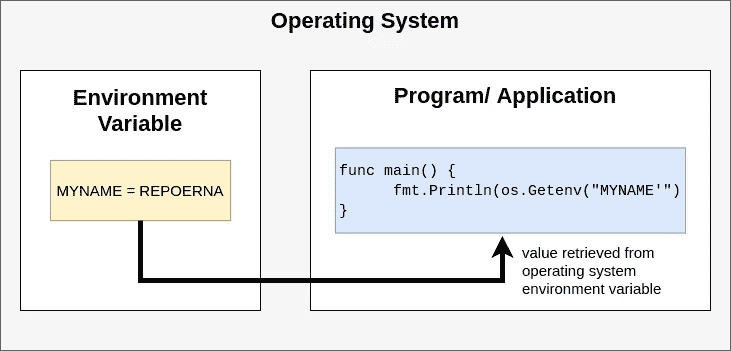 Operating System
Environment
Variable
MYNAME = REPOERNA
Program/ Application
func main() {
      fmt.Println(os.Getenv("MYNAME'")
}
value retrieved from
operating system
environment variable